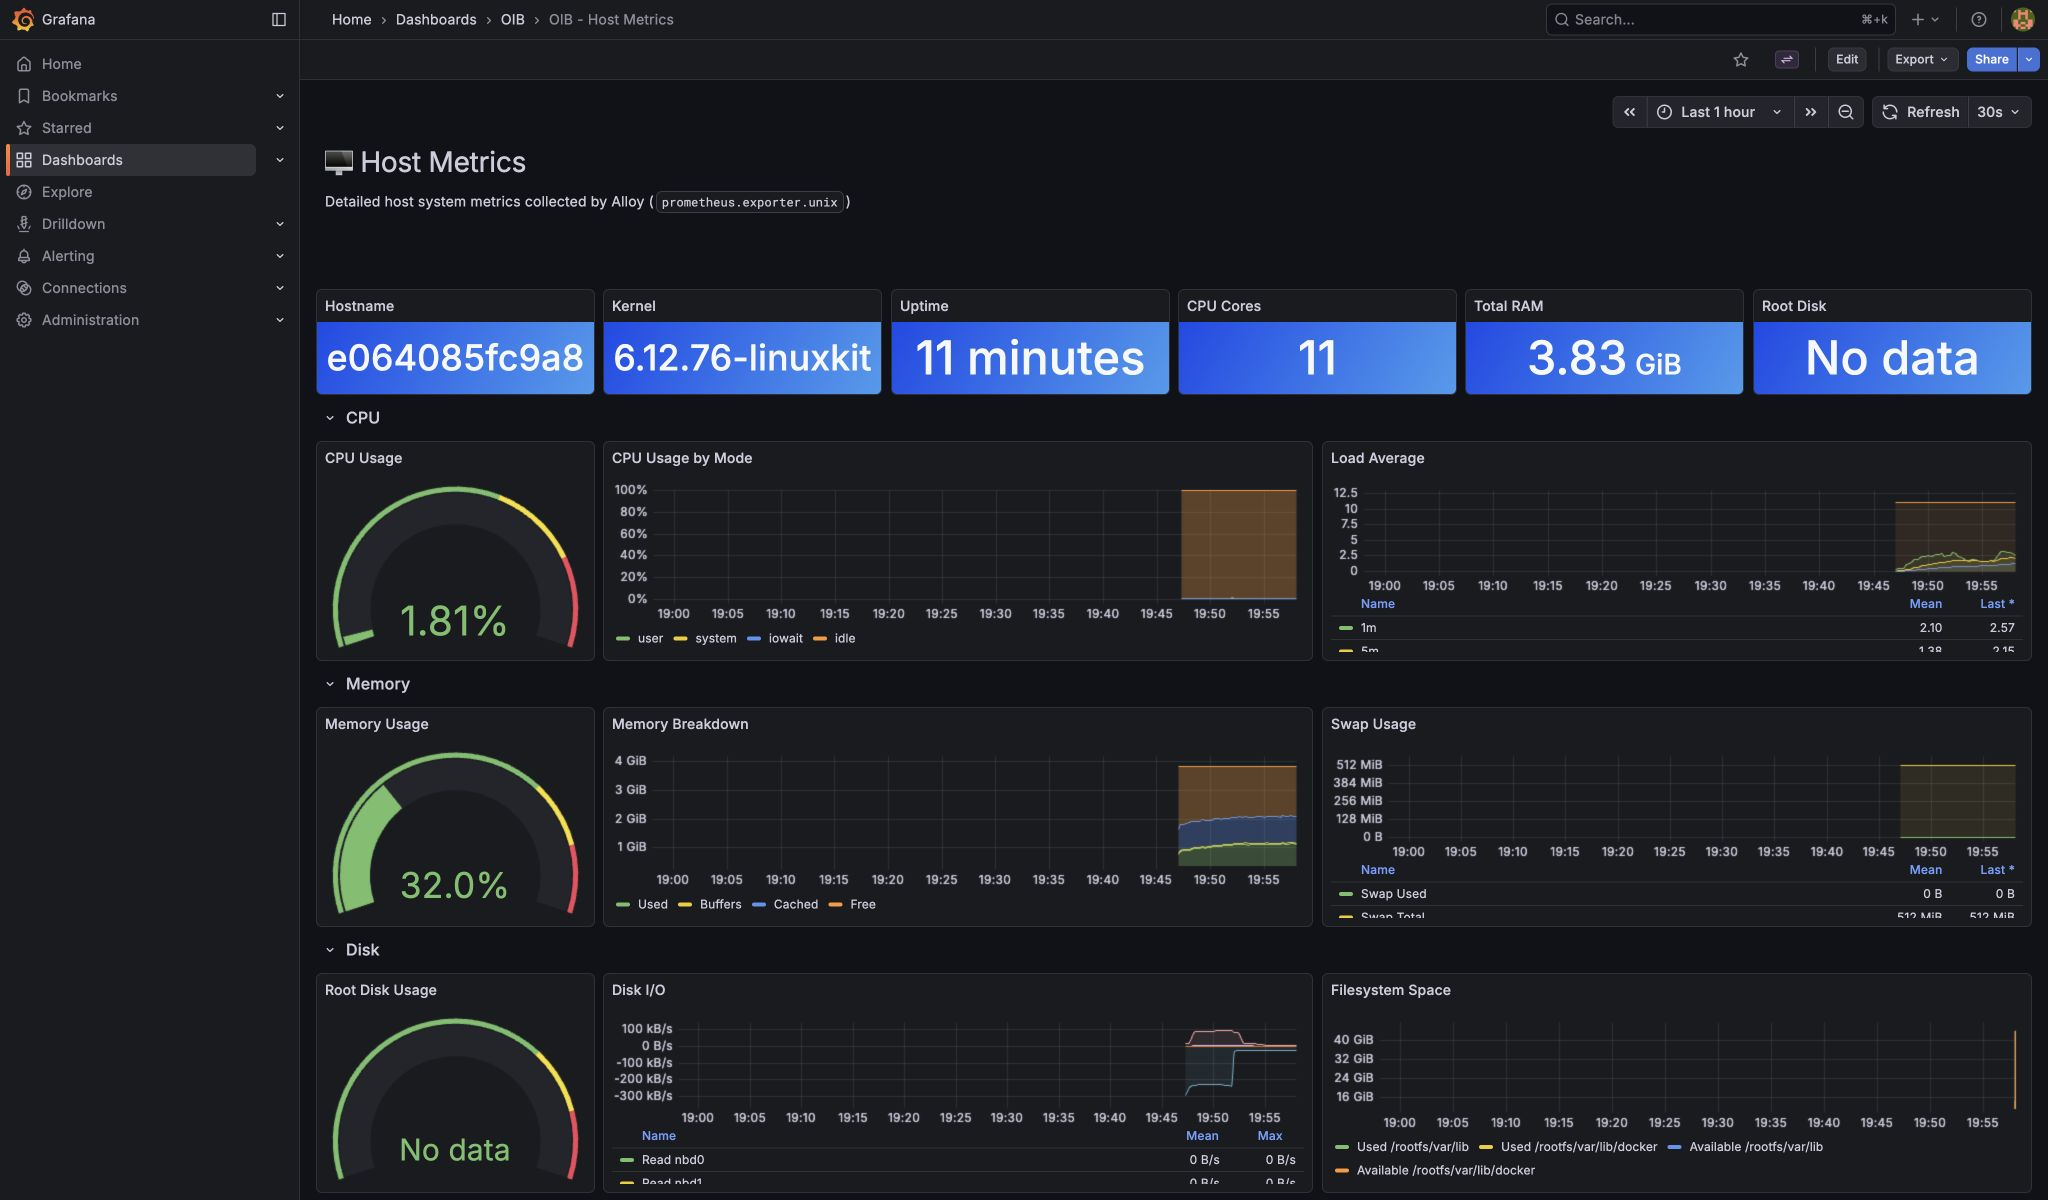 Grafana
Home › Dashboards › OIB › OIB - Host Metrics
Search...
⌘+k
Edit
Export
Share
Home
Bookmarks
Starred
Dashboards
Explore
Drilldown
Alerting
Connections
Administration
Last 1 hour
Refresh
30s
Host Metrics
Detailed host system metrics collected by Alloy ( prometheus.exporter.unix )
Hostname
e064085fc9a8
Kernel
6.12.76-linuxkit
Uptime
11 minutes
CPU Cores
11
Total RAM
3.83 GiB
Root Disk
No data
CPU
CPU Usage
1.81%
CPU Usage by Mode
100%
80%
60%
40%
20%
0%
19:00 19:05 19:10 19:15 19:20 19:25 19:30 19:35 19:40 19:45 19:50 19:55
user system iowait idle
Load Average
12.5
10
7.5
5
2.5
0
19:00 19:05 19:10 19:15 19:20 19:25 19:30 19:35 19:40 19:45 19:50 19:55
Name Mean Last *
1m 2.10 2.57
5m 1.38 2.15
Memory
Memory Usage
32.0%
Memory Breakdown
4 GiB
3 GiB
2 GiB
1 GiB
19:00 19:05 19:10 19:15 19:20 19:25 19:30 19:35 19:40 19:45 19:50 19:55
Used Buffers Cached Free
Swap Usage
512 MiB
384 MiB
256 MiB
128 MiB
0 B
19:00 19:05 19:10 19:15 19:20 19:25 19:30 19:35 19:40 19:45 19:50 19:55
Name Mean Last *
Swap Used 0 B 0 B
Swap Total 512 MiB 512 MiB
Disk
Root Disk Usage
No data
Disk I/O
100 kB/s
0 B/s
-100 kB/s
-200 kB/s
-300 kB/s
19:00 19:05 19:10 19:15 19:20 19:25 19:30 19:35 19:40 19:45 19:50 19:55
Name Mean Max
Read nbd0 0 B/s 0 B/s
Read nbd1 0 B/s 0 B/s
Filesystem Space
40 GiB
32 GiB
24 GiB
16 GiB
19:00 19:05 19:10 19:15 19:20 19:25 19:30 19:35 19:40 19:45 19:50 19:55
Used /rootfs/var/lib Used /rootfs/var/lib/docker Available /rootfs/var/lib
Available /rootfs/var/lib/docker